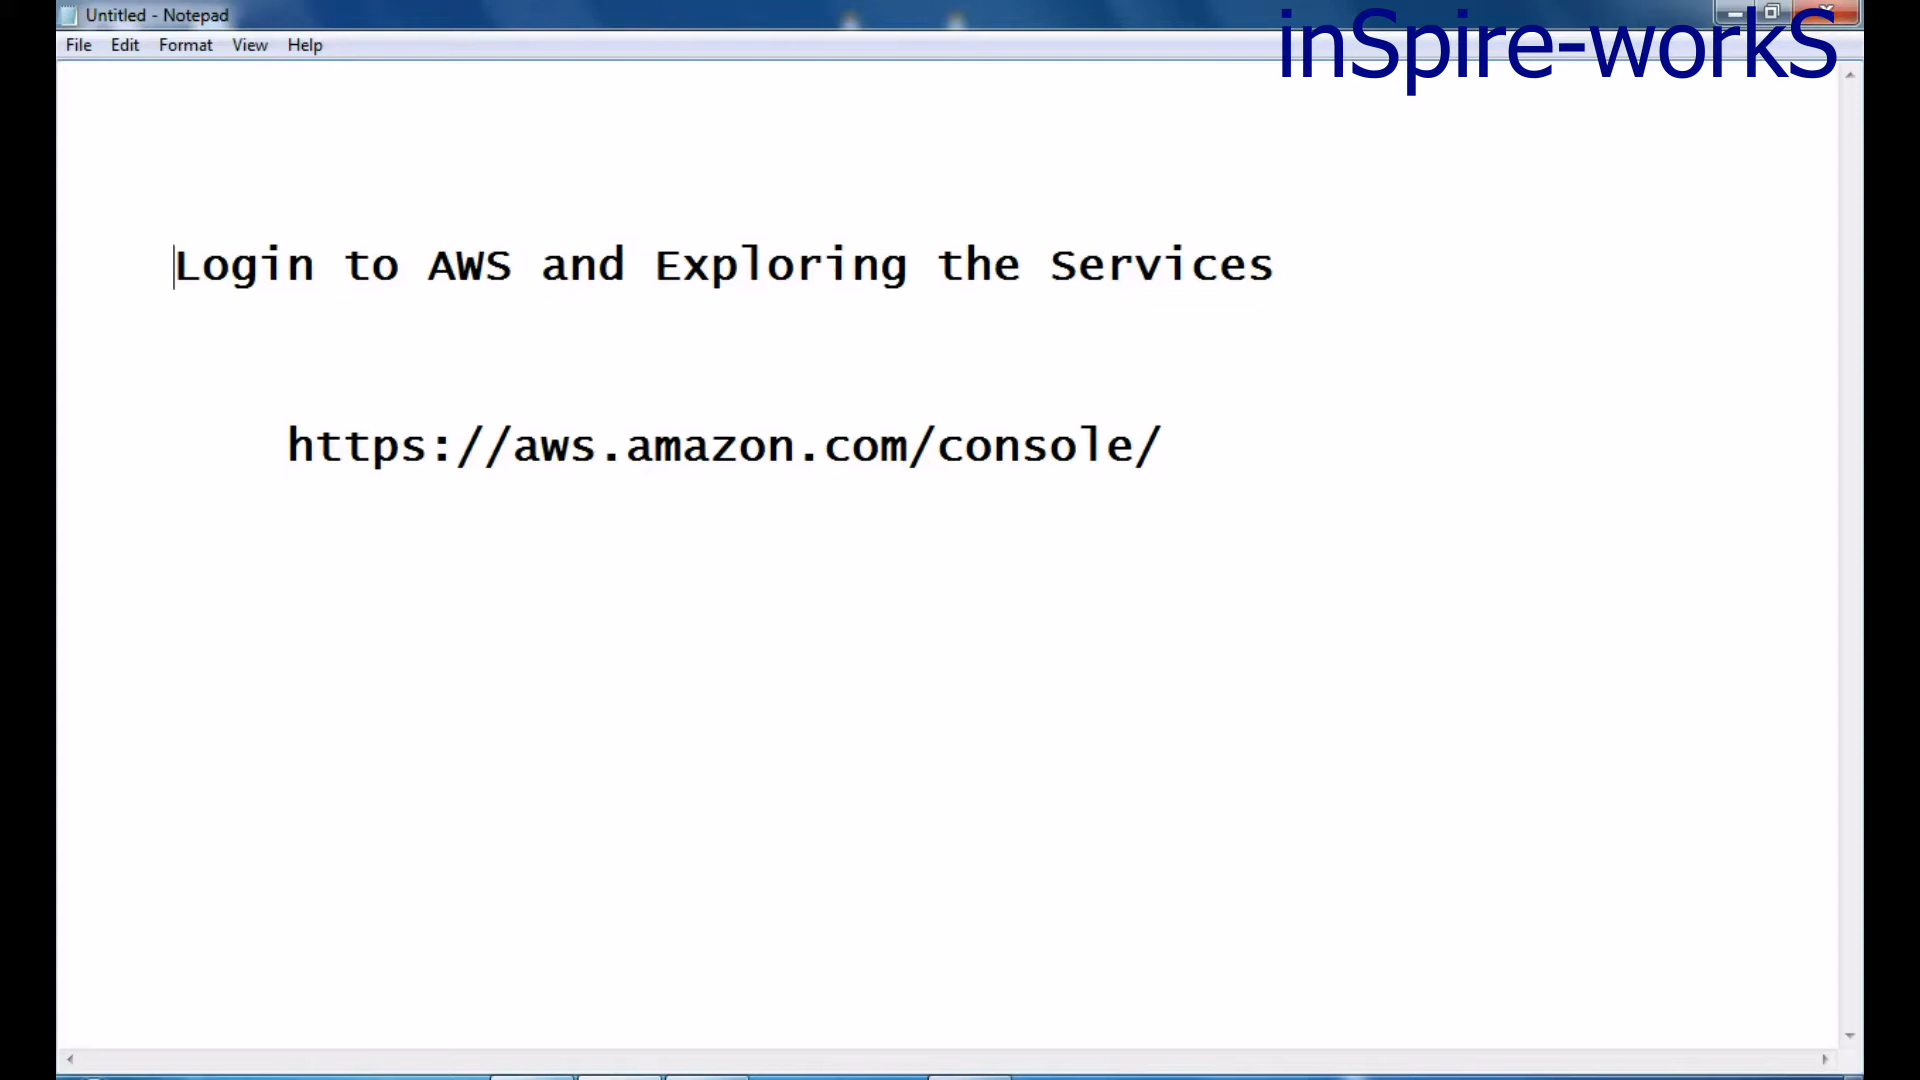 Untitled - Notepad
inSpire-workS
File Edit Format View Help
Login to AWS and Exploring the Services
https://aws.amazon.com/console/